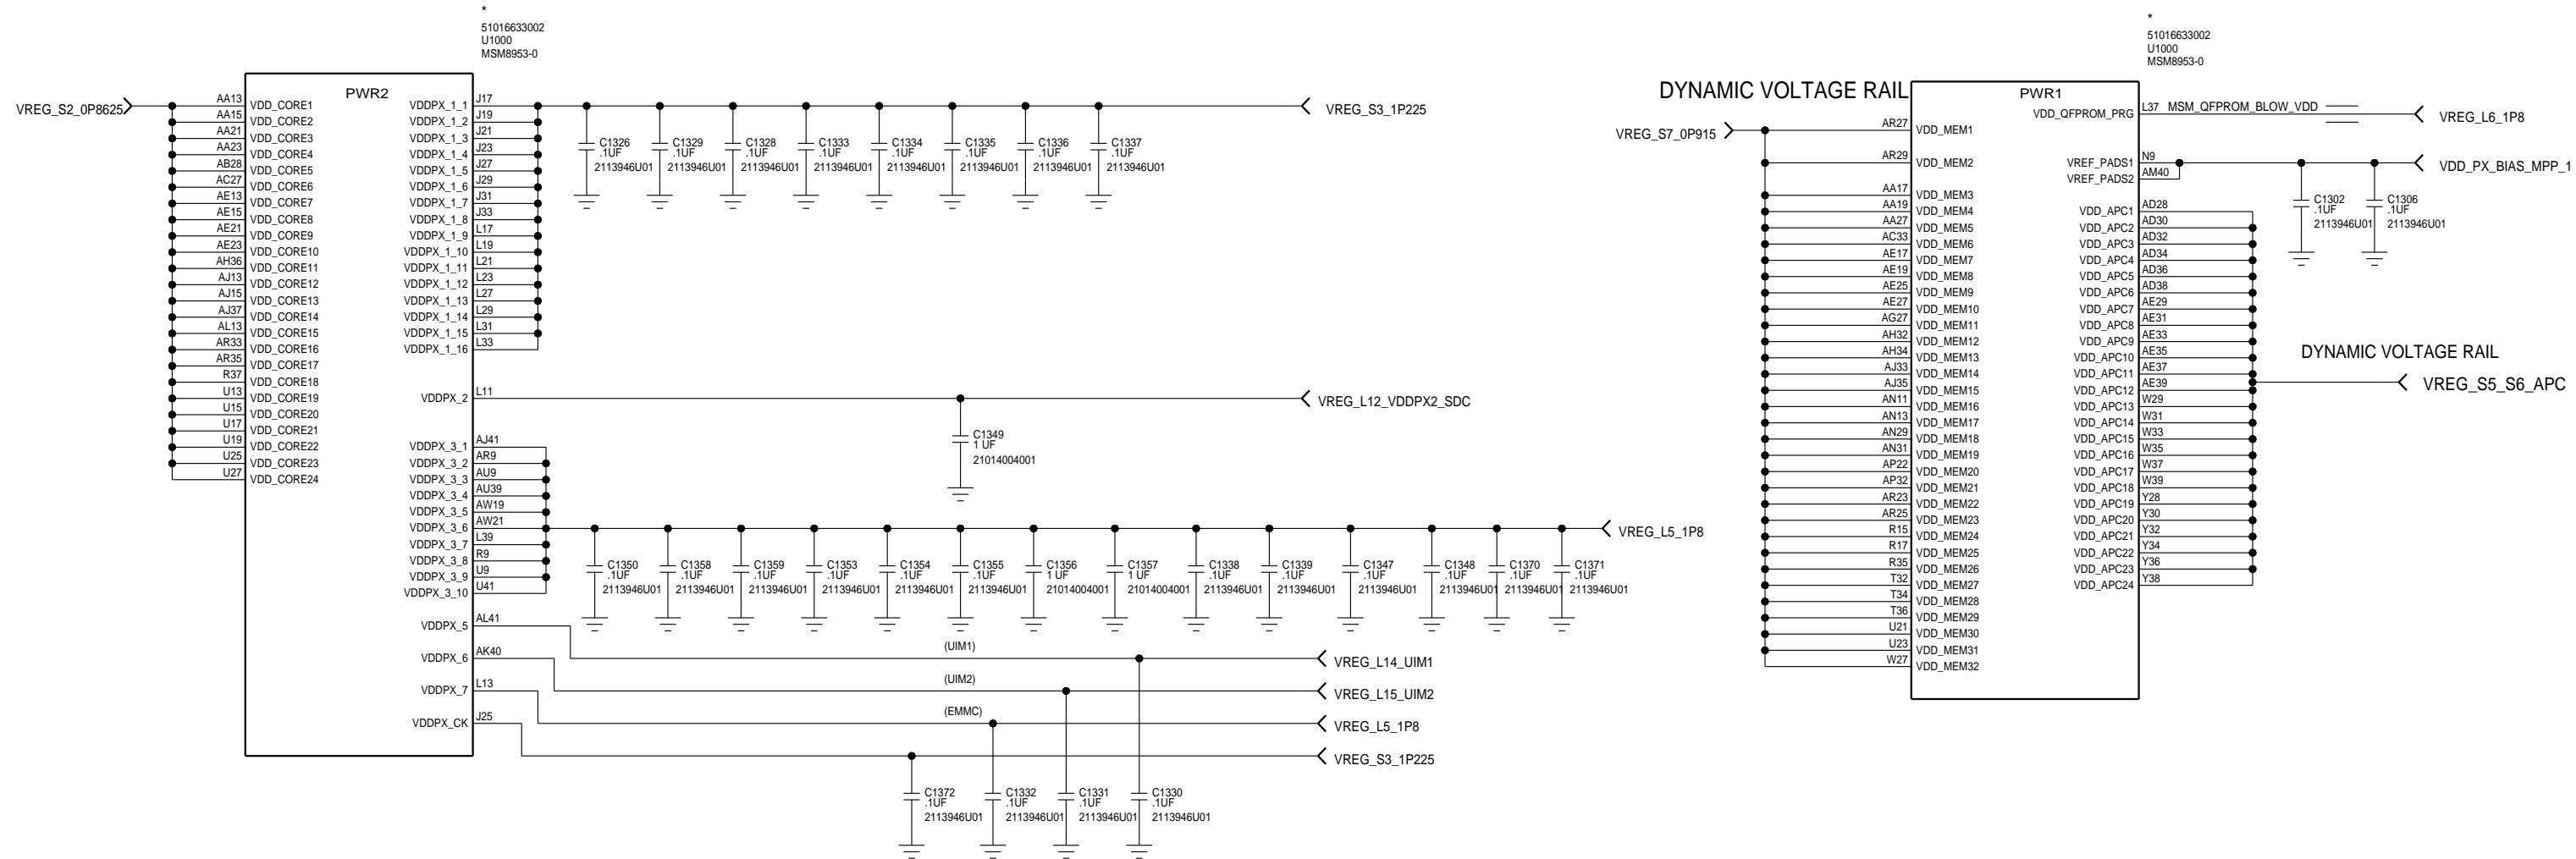 *
51016633002
U1000
MSM8953-0
PWR2
VREG_S2_0P8625
AA13 VDD_CORE1
AA15 VDD_CORE2
AA21 VDD_CORE3
AA23 VDD_CORE4
AB28 VDD_CORE5
AC27 VDD_CORE6
AE13 VDD_CORE7
AE15 VDD_CORE8
AE21 VDD_CORE9
AE23 VDD_CORE10
AH36 VDD_CORE11
AJ13 VDD_CORE12
AJ15 VDD_CORE13
AJ37 VDD_CORE14
AL13 VDD_CORE15
AR33 VDD_CORE16
AR35 VDD_CORE17
R37 VDD_CORE18
U13 VDD_CORE19
U15 VDD_CORE20
U17 VDD_CORE21
U19 VDD_CORE22
U25 VDD_CORE23
U27 VDD_CORE24
VDDPX_1_1 J17
VDDPX_1_2 J19
VDDPX_1_3 J21
VDDPX_1_4 J23
VDDPX_1_5 J27
VDDPX_1_6 J29
VDDPX_1_7 J31
VDDPX_1_8 J33
VDDPX_1_9 L17
VDDPX_1_10 L19
VDDPX_1_11 L21
VDDPX_1_12 L23
VDDPX_1_13 L27
VDDPX_1_14 L29
VDDPX_1_15 L31
VDDPX_1_16 L33
VDDPX_2 L11
VDDPX_3_1 AJ41
VDDPX_3_2 AR9
VDDPX_3_3 AU9
VDDPX_3_4 AU39
VDDPX_3_5 AW19
VDDPX_3_6 AW21
VDDPX_3_7 L39
VDDPX_3_8 R9
VDDPX_3_9 U9
VDDPX_3_10 U41
VDDPX_5 AL41
VDDPX_6 AK40
VDDPX_7 L13
VDDPX_CK J25
VREG_S3_1P225
C1326 C1329 C1328 C1333 C1334 C1335 C1336 C1337
.1UF .1UF .1UF .1UF .1UF .1UF .1UF .1UF
2113946U01 2113946U01 2113946U01 2113946U01 2113946U01 2113946U01 2113946U01 2113946U01
VREG_L12_VDDPX2_SDC
C1349
1 UF
21014004001
VREG_L5_1P8
C1350 C1358 C1359 C1353 C1354 C1355 C1356 C1357 C1338 C1339 C1347 C1348 C1370 C1371
.1UF .1UF .1UF .1UF .1UF .1UF 1 UF 1 UF .1UF .1UF .1UF .1UF .1UF .1UF
2113946U01 2113946U01 2113946U01 2113946U01 2113946U01 2113946U01 21014004001 21014004001 2113946U01 2113946U01 2113946U01 2113946U01 2113946U01 2113946U01
(UIM1)
VREG_L14_UIM1
(UIM2)
VREG_L15_UIM2
(EMMC)
VREG_L5_1P8
VREG_S3_1P225
C1372 C1332 C1331 C1330
.1UF .1UF .1UF .1UF
2113946U01 2113946U01 2113946U01 2113946U01
*
51016633002
U1000
MSM8953-0
DYNAMIC VOLTAGE RAIL
PWR1
VREG_S7_0P915
AR27 VDD_MEM1
AR29 VDD_MEM2
AA17 VDD_MEM3
AA19 VDD_MEM4
AA27 VDD_MEM5
AC33 VDD_MEM6
AE17 VDD_MEM7
AE19 VDD_MEM8
AE25 VDD_MEM9
AE27 VDD_MEM10
AG27 VDD_MEM11
AH32 VDD_MEM12
AH34 VDD_MEM13
AJ33 VDD_MEM14
AJ35 VDD_MEM15
AN11 VDD_MEM16
AN13 VDD_MEM17
AN29 VDD_MEM18
AN31 VDD_MEM19
AP22 VDD_MEM20
AP32 VDD_MEM21
AR23 VDD_MEM22
AR25 VDD_MEM23
R15 VDD_MEM24
R17 VDD_MEM25
R35 VDD_MEM26
T32 VDD_MEM27
T34 VDD_MEM28
T36 VDD_MEM29
U21 VDD_MEM30
U23 VDD_MEM31
W27 VDD_MEM32
VDD_QFPROM_PRG L37 MSM_QFPROM_BLOW_VDD VREG_L6_1P8
VREF_PADS1 N9 VDD_PX_BIAS_MPP_1
VREF_PADS2 AM40
C1302 C1306
.1UF .1UF
2113946U01 2113946U01
VDD_APC1 AD28
VDD_APC2 AD30
VDD_APC3 AD32
VDD_APC4 AD34
VDD_APC5 AD36
VDD_APC6 AD38
VDD_APC7 AE29
VDD_APC8 AE31
VDD_APC9 AE33
VDD_APC10 AE35
VDD_APC11 AE37
VDD_APC12 AE39
VDD_APC13 W29
VDD_APC14 W31
VDD_APC15 W33
VDD_APC16 W35
VDD_APC17 W37
VDD_APC18 W39
VDD_APC19 Y28
VDD_APC20 Y30
VDD_APC21 Y32
VDD_APC22 Y34
VDD_APC23 Y36
VDD_APC24 Y38
DYNAMIC VOLTAGE RAIL
VREG_S5_S6_APC